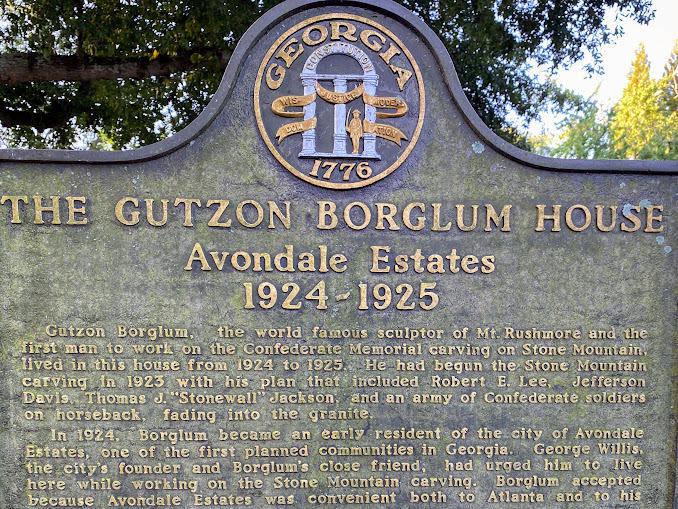 GEORGIA
CONSTITUTION
WISDOM JUSTICE MODERATION
1776
THE GUTZON BORGLUM HOUSE
Avondale Estates
1924-1925
Gutzon Borglum, the world famous sculptor of Mt. Rushmore and the
first man to work on the Confederate Memorial carving on Stone Mountain,
lived in this house from 1924 to 1925. He had begun the Stone Mountain
carving in 1923 with his plan that included Robert E. Lee, Jefferson
Davis, Thomas J. "Stonewall" Jackson, and an army of Confederate soldiers
on horseback, fading into the granite.
In 1924, Borglum became an early resident of the city of Avondale
Estates, one of the first planned communities in Georgia. George Willis,
the city's founder and Borglum's close friend, had urged him to live
here while working on the Stone Mountain carving. Borglum accepted
because Avondale Estates was convenient both to Atlanta and to his